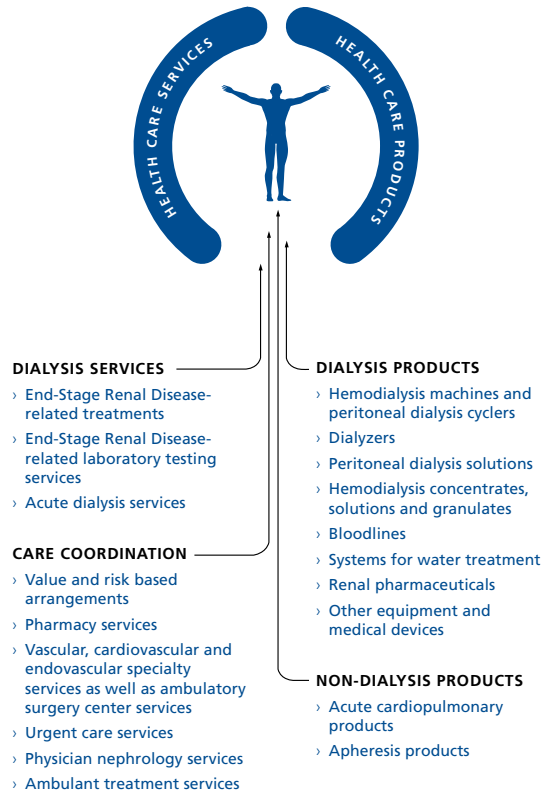 HEALTH CARE SERVICES
HEALTH CARE PRODUCTS
DIALYSIS SERVICES
› End-Stage Renal Disease-
related treatments
› End-Stage Renal Disease-
related laboratory testing
services
› Acute dialysis services
CARE COORDINATION
› Value and risk based
arrangements
› Pharmacy services
› Vascular, cardiovascular and
endovascular specialty
services as well as ambulatory
surgery center services
› Urgent care services
› Physician nephrology services
› Ambulant treatment services
DIALYSIS PRODUCTS
› Hemodialysis machines and
peritoneal dialysis cyclers
› Dialyzers
› Peritoneal dialysis solutions
› Hemodialysis concentrates,
solutions and granulates
› Bloodlines
› Systems for water treatment
› Renal pharmaceuticals
› Other equipment and
medical devices
NON-DIALYSIS PRODUCTS
› Acute cardiopulmonary
products
› Apheresis products